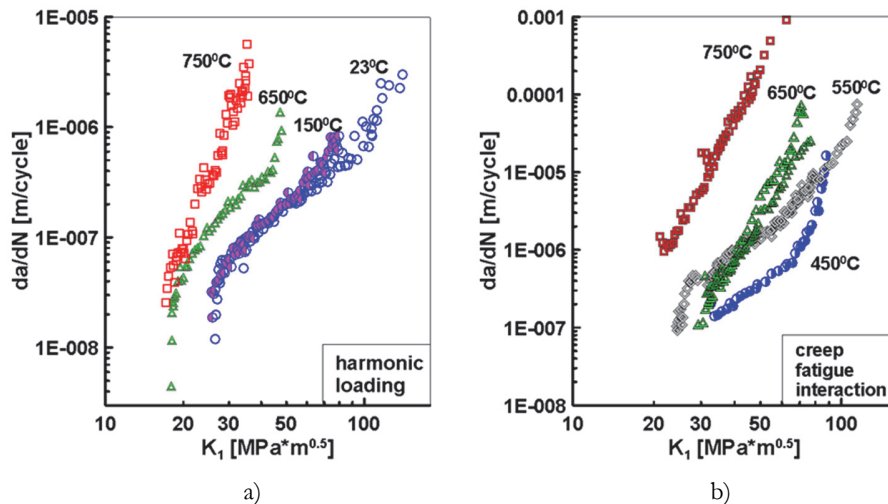 1E-005
1E-006
1E-007
1E-008
da/dN [m/cycle]
750⁰C
650⁰C
150⁰C
23⁰C
harmonic
loading
10 20 30 50 100
K₁ [MPa*m⁰·⁵]
a)
0.001
0.0001
1E-005
1E-006
1E-007
1E-008
da/dN [m/cycle]
750⁰C
650⁰C
550⁰C
450⁰C
creep
fatigue
interaction
10 20 30 50 100
K₁ [MPa*m⁰·⁵]
b)